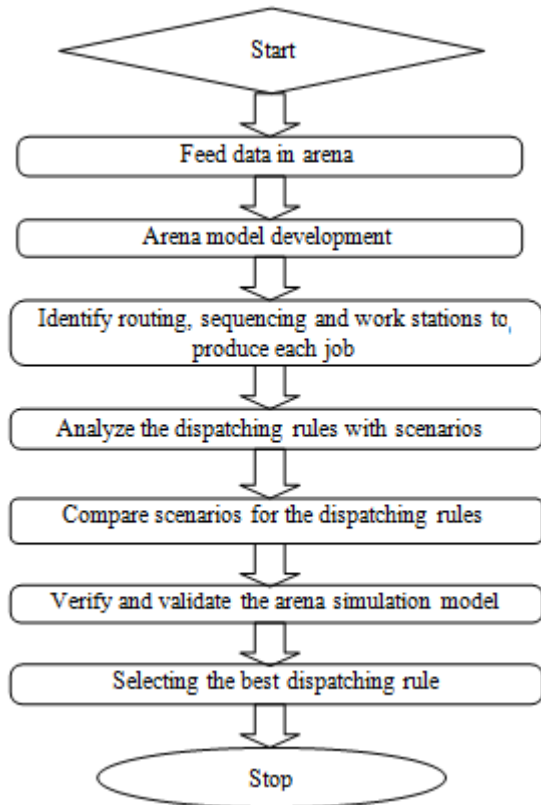 Start
Feed data in arena
Arena model development
Identify routing, sequencing and work stations to
produce each job
Analyze the dispatching rules with scenarios
Compare scenarios for the dispatching rules
Verify and validate the arena simulation model
Selecting the best dispatching rule
Stop